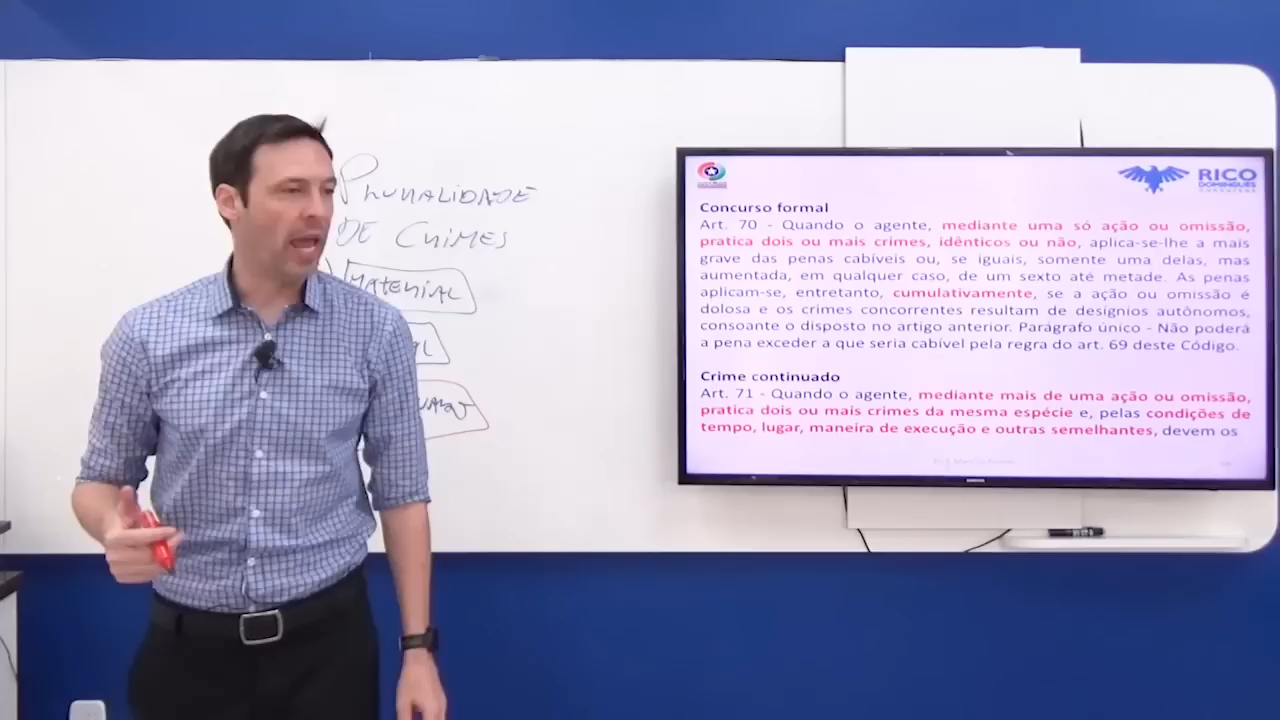 PLURALIDADE
DE CRIMES
MATERIAL
RICO
DOMINGUES
Concurso formal
Art. 70 - Quando o agente, mediante uma só ação ou omissão,
pratica dois ou mais crimes, idênticos ou não, aplica-se-lhe a mais
grave das penas cabíveis ou, se iguais, somente uma delas, mas
aumentada, em qualquer caso, de um sexto até metade. As penas
aplicam-se, entretanto, cumulativamente, se a ação ou omissão é
dolosa e os crimes concorrentes resultam de desígnios autônomos,
consoante o disposto no artigo anterior. Parágrafo único - Não poderá
a pena exceder a que seria cabível pela regra do art. 69 deste Código.
Crime continuado
Art. 71 - Quando o agente, mediante mais de uma ação ou omissão,
pratica dois ou mais crimes da mesma espécie e, pelas condições de
tempo, lugar, maneira de execução e outras semelhantes, devem os